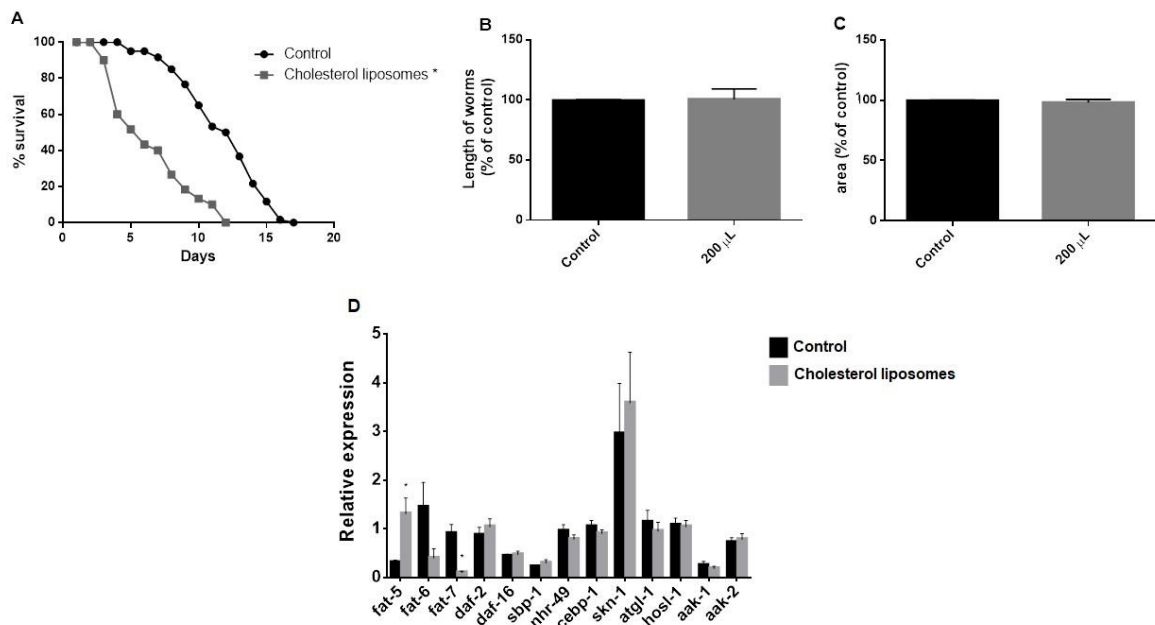 A
100
80
60
40
20
0
% survival
0 5 10 15 20
Days
Control
Cholesterol liposomes *
B
150
100
50
0
Length of worms
(% of control)
Control
200 µL
C
150
100
50
0
area (% of control)
Control
200 µL
D
5
4
3
2
1
0
Relative expression
*
*
fat-5
fat-6
fat-7
daf-2
daf-16
sbp-1
nhr-49
cebp-1
skn-1
atgl-1
hosl-1
aak-1
aak-2
Control
Cholesterol liposomes